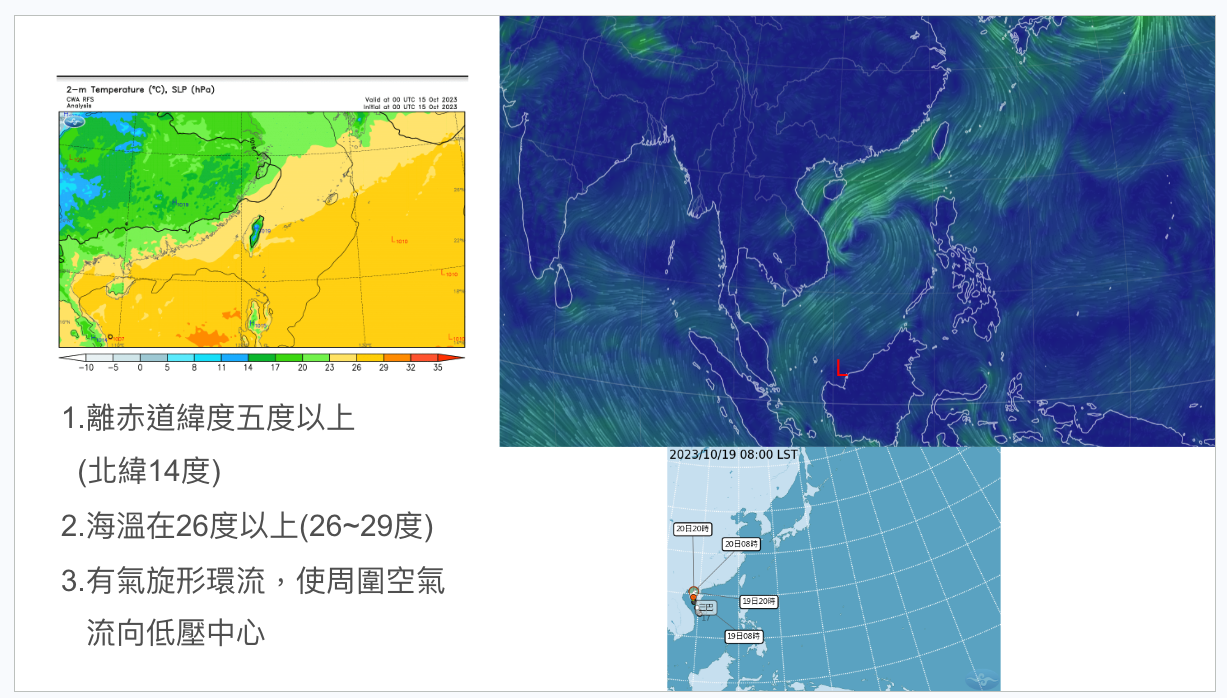 2-m Temperature (°C), SLP (hPa)
CWA RFS
Analysis
Valid at 00 UTC 15 Oct 2023
Initial at 00 UTC 15 Oct 2023
-10 -5 0 5 8 11 14 17 20 23 26 29 32 35
1.離赤道緯度五度以上
(北緯14度)
2.海溫在26度以上(26~29度)
3.有氣旋形環流，使周圍空氣
流向低壓中心
L
2023/10/19 08:00 LST
20日20時
20日08時
19日20時
三巴
17
19日08時